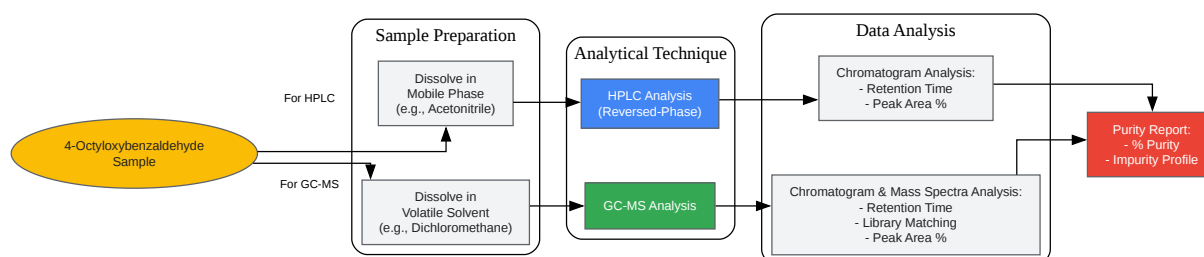 Sample Preparation
Analytical Technique
Data Analysis
4-Octyloxybenzaldehyde
Sample
For HPLC
For GC-MS
Dissolve in
Mobile Phase
(e.g., Acetonitrile)
Dissolve in
Volatile Solvent
(e.g., Dichloromethane)
HPLC Analysis
(Reversed-Phase)
GC-MS Analysis
Chromatogram Analysis:
- Retention Time
- Peak Area %
Chromatogram & Mass Spectra Analysis:
- Retention Time
- Library Matching
- Peak Area %
Purity Report:
- % Purity
- Impurity Profile